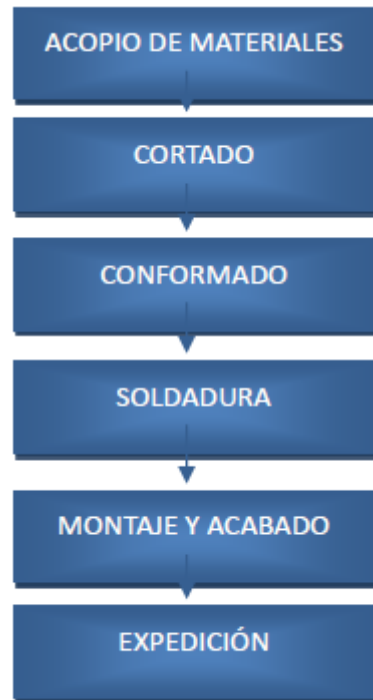 ACOPIO DE MATERIALES
CORTADO
CONFORMADO
SOLDADURA
MONTAJE Y ACABADO
EXPEDICIÓN